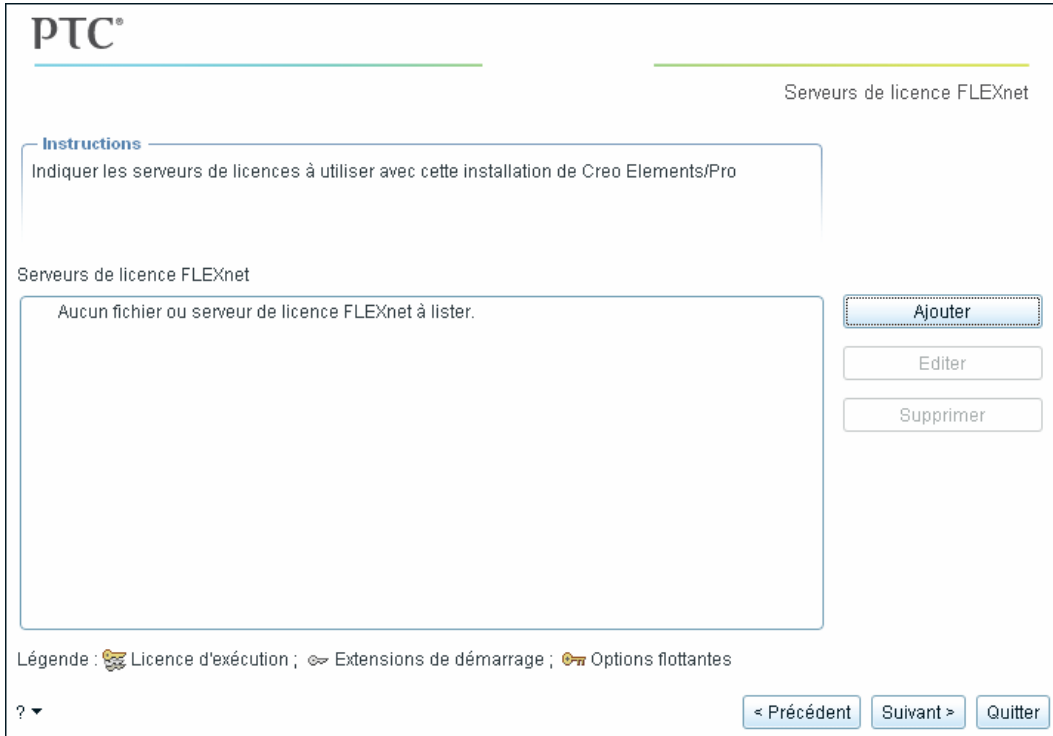 PTC®
Serveurs de licence FLEXnet
Instructions
Indiquer les serveurs de licences à utiliser avec cette installation de Creo Elements/Pro
Serveurs de licence FLEXnet
Aucun fichier ou serveur de licence FLEXnet à lister.
Ajouter
Editer
Supprimer
Légende : Licence d'exécution ; Extensions de démarrage ; Options flottantes
? < Précédent Suivant > Quitter